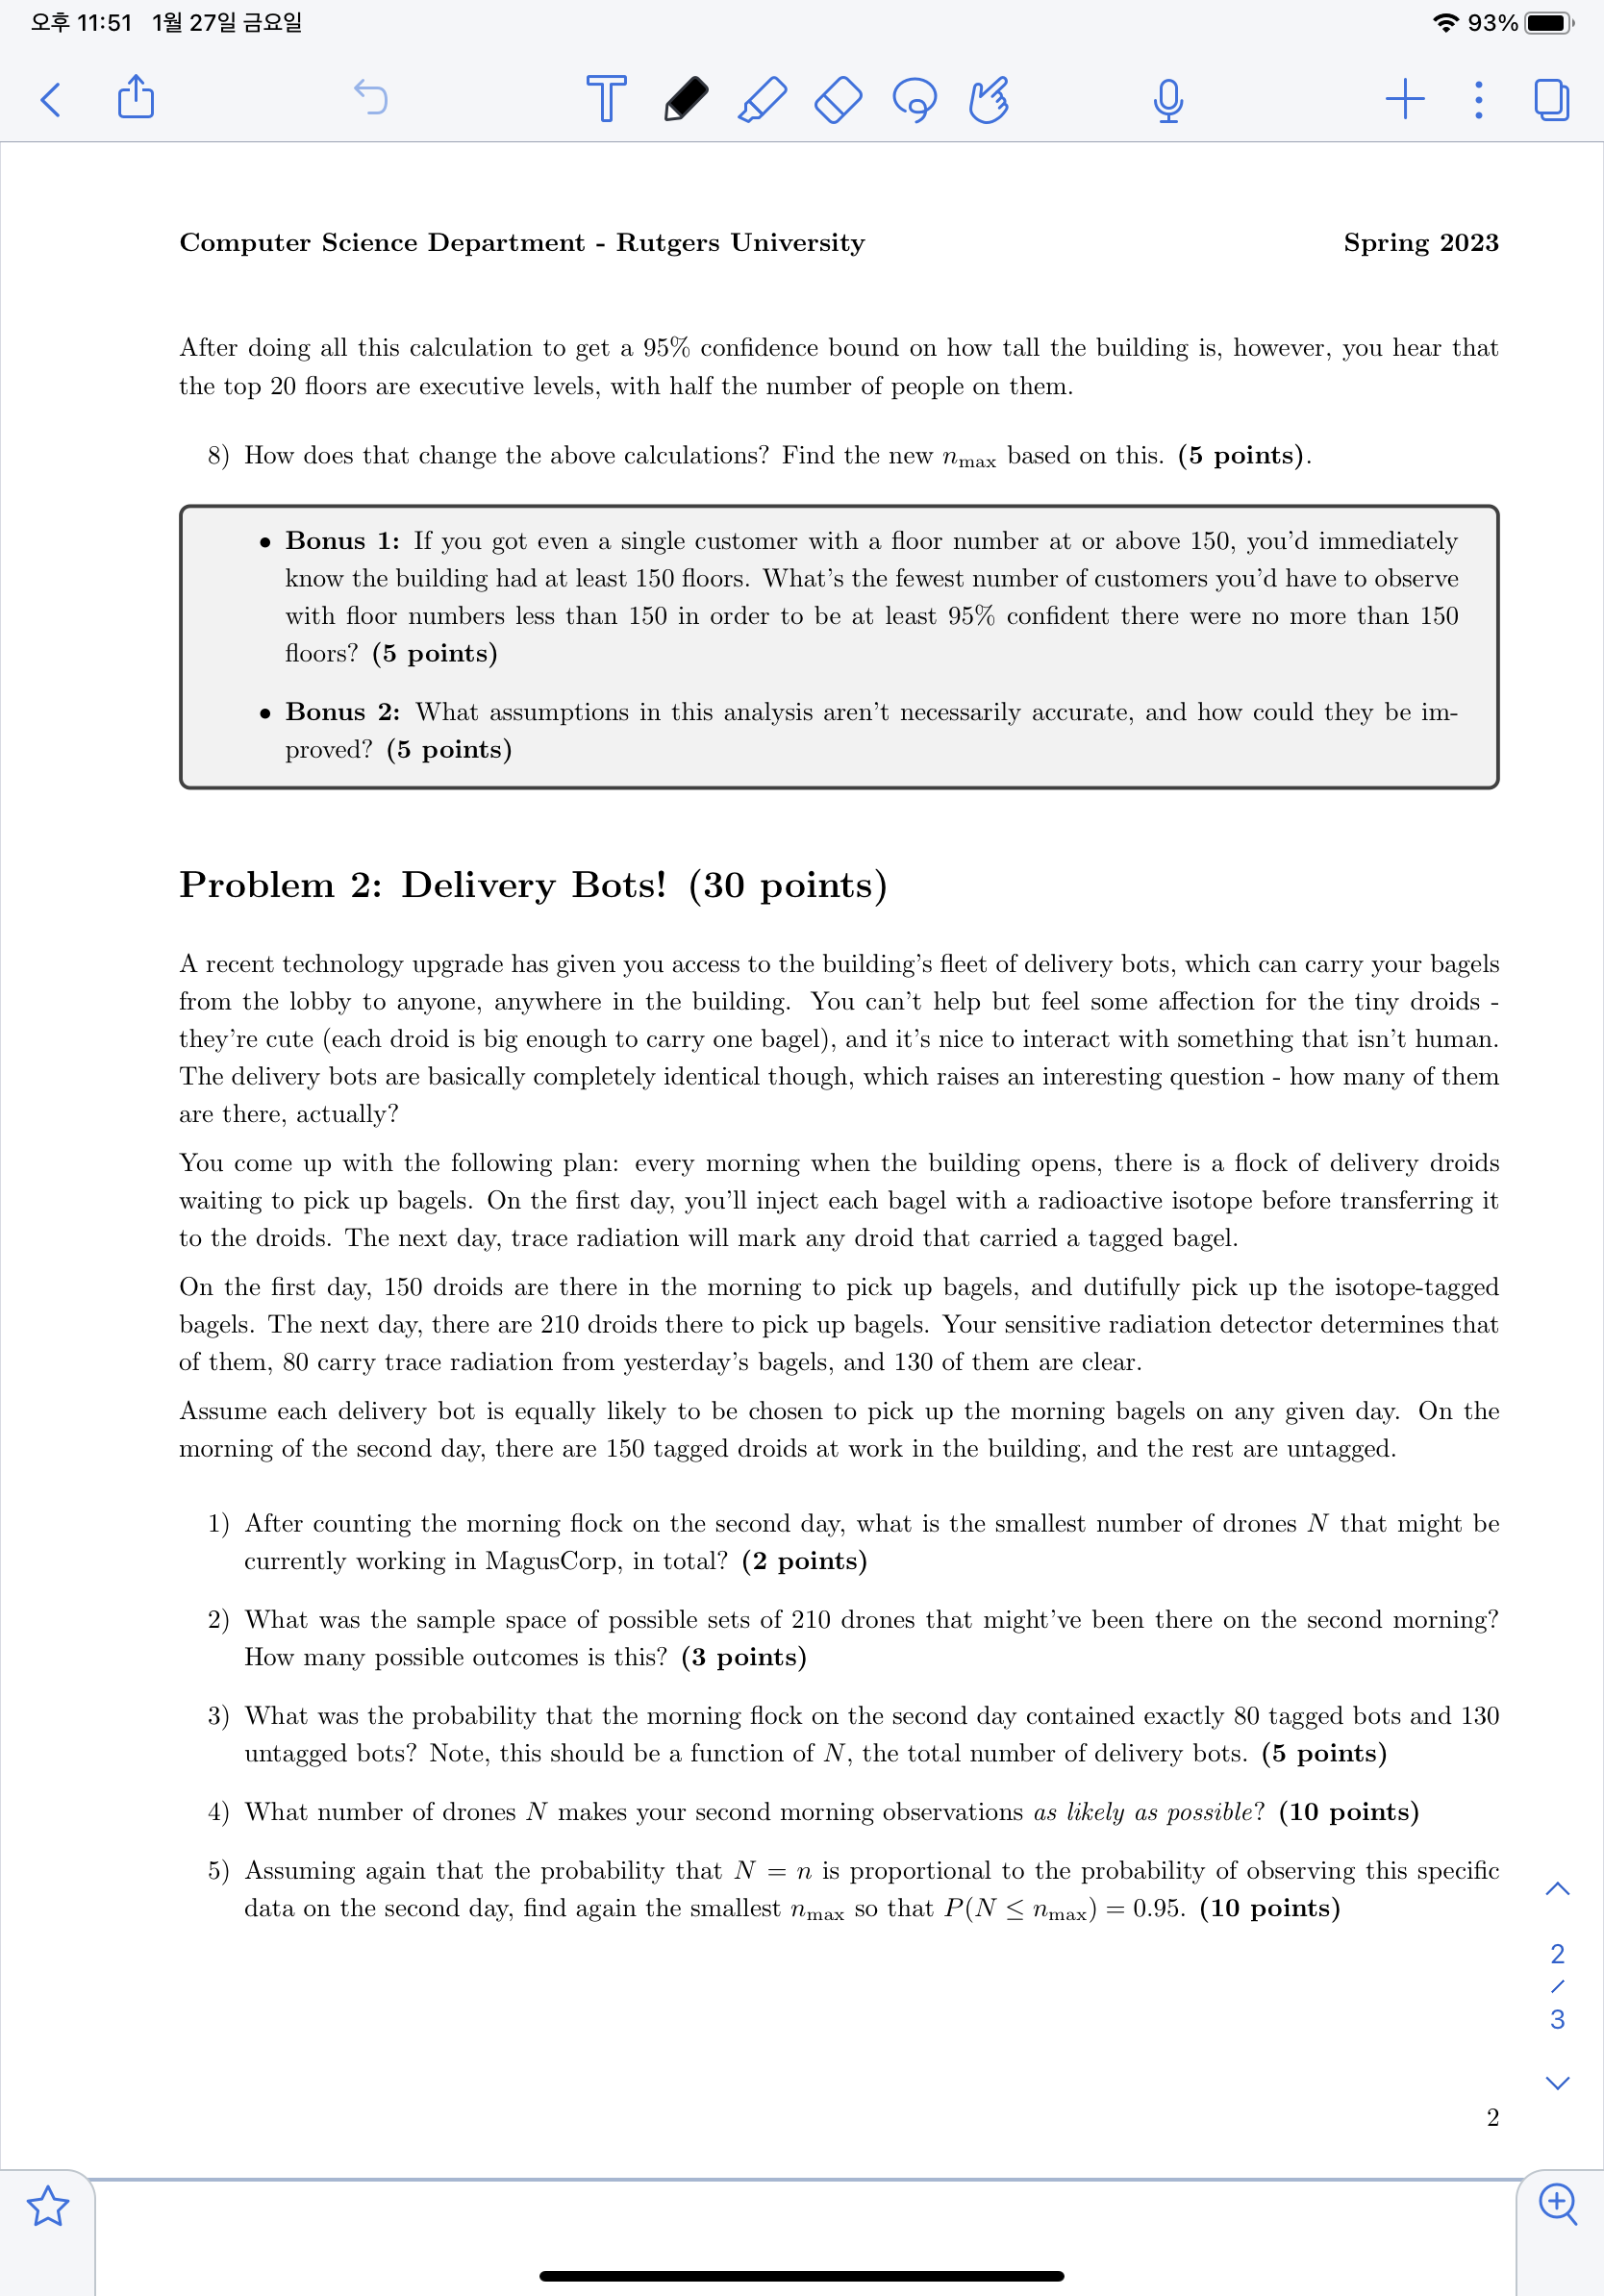 오후 11:51 1월 27일 금요일 93%
Computer Science Department - Rutgers University Spring 2023
After doing all this calculation to get a 95% confidence bound on how tall the building is, however, you hear that
the top 20 floors are executive levels, with half the number of people on them.
8) How does that change the above calculations? Find the new n_max based on this. (5 points).
• Bonus 1: If you got even a single customer with a floor number at or above 150, you'd immediately
know the building had at least 150 floors. What's the fewest number of customers you'd have to observe
with floor numbers less than 150 in order to be at least 95% confident there were no more than 150
floors? (5 points)
• Bonus 2: What assumptions in this analysis aren't necessarily accurate, and how could they be im-
proved? (5 points)
Problem 2: Delivery Bots! (30 points)
A recent technology upgrade has given you access to the building's fleet of delivery bots, which can carry your bagels
from the lobby to anyone, anywhere in the building. You can't help but feel some affection for the tiny droids -
they're cute (each droid is big enough to carry one bagel), and it's nice to interact with something that isn't human.
The delivery bots are basically completely identical though, which raises an interesting question - how many of them
are there, actually?
You come up with the following plan: every morning when the building opens, there is a flock of delivery droids
waiting to pick up bagels. On the first day, you'll inject each bagel with a radioactive isotope before transferring it
to the droids. The next day, trace radiation will mark any droid that carried a tagged bagel.
On the first day, 150 droids are there in the morning to pick up bagels, and dutifully pick up the isotope-tagged
bagels. The next day, there are 210 droids there to pick up bagels. Your sensitive radiation detector determines that
of them, 80 carry trace radiation from yesterday's bagels, and 130 of them are clear.
Assume each delivery bot is equally likely to be chosen to pick up the morning bagels on any given day. On the
morning of the second day, there are 150 tagged droids at work in the building, and the rest are untagged.
1) After counting the morning flock on the second day, what is the smallest number of drones N that might be
currently working in MagusCorp, in total? (2 points)
2) What was the sample space of possible sets of 210 drones that might've been there on the second morning?
How many possible outcomes is this? (3 points)
3) What was the probability that the morning flock on the second day contained exactly 80 tagged bots and 130
untagged bots? Note, this should be a function of N, the total number of delivery bots. (5 points)
4) What number of drones N makes your second morning observations as likely as possible? (10 points)
5) Assuming again that the probability that N = n is proportional to the probability of observing this specific
data on the second day, find again the smallest n_max so that P(N ≤ n_max) = 0.95. (10 points)
2
/
3
2